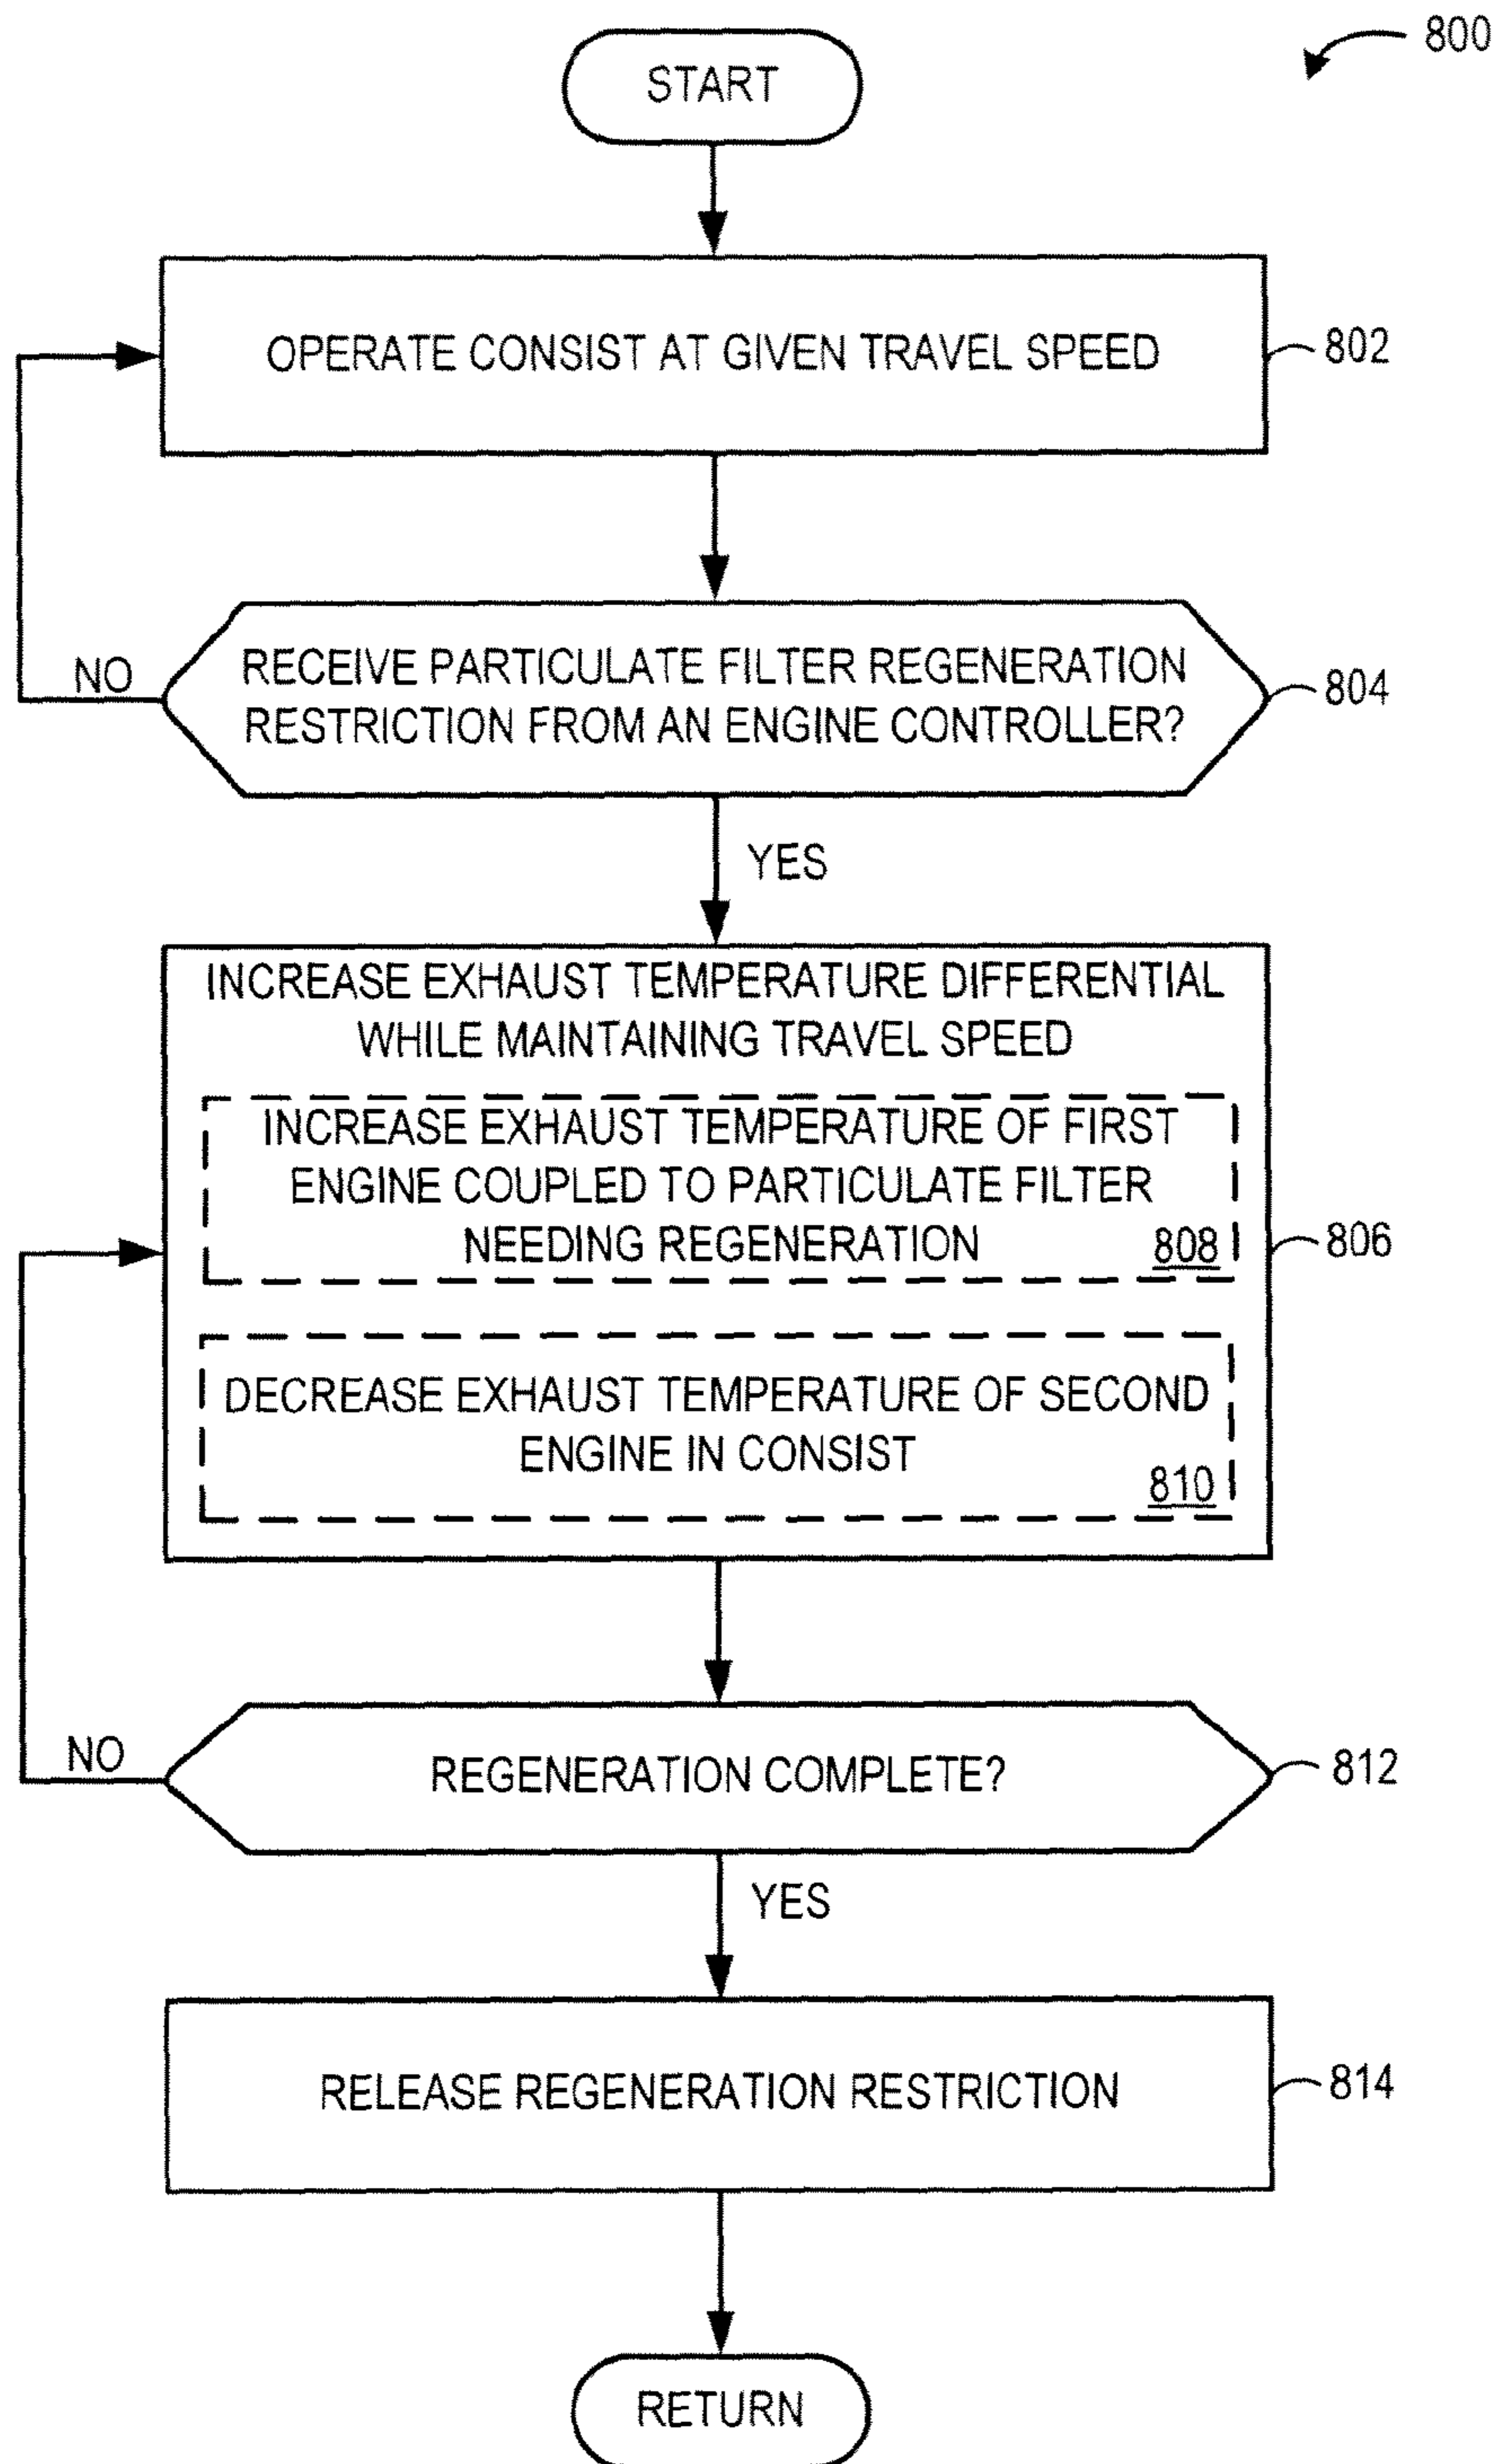 800
START
OPERATE CONSIST AT GIVEN TRAVEL SPEED
802
RECEIVE PARTICULATE FILTER REGENERATION
RESTRICTION FROM AN ENGINE CONTROLLER?
804
NO
YES
INCREASE EXHAUST TEMPERATURE DIFFERENTIAL
WHILE MAINTAINING TRAVEL SPEED
INCREASE EXHAUST TEMPERATURE OF FIRST
ENGINE COUPLED TO PARTICULATE FILTER
NEEDING REGENERATION
808
806
DECREASE EXHAUST TEMPERATURE OF SECOND
ENGINE IN CONSIST
810
NO
REGENERATION COMPLETE?
812
YES
RELEASE REGENERATION RESTRICTION
814
RETURN